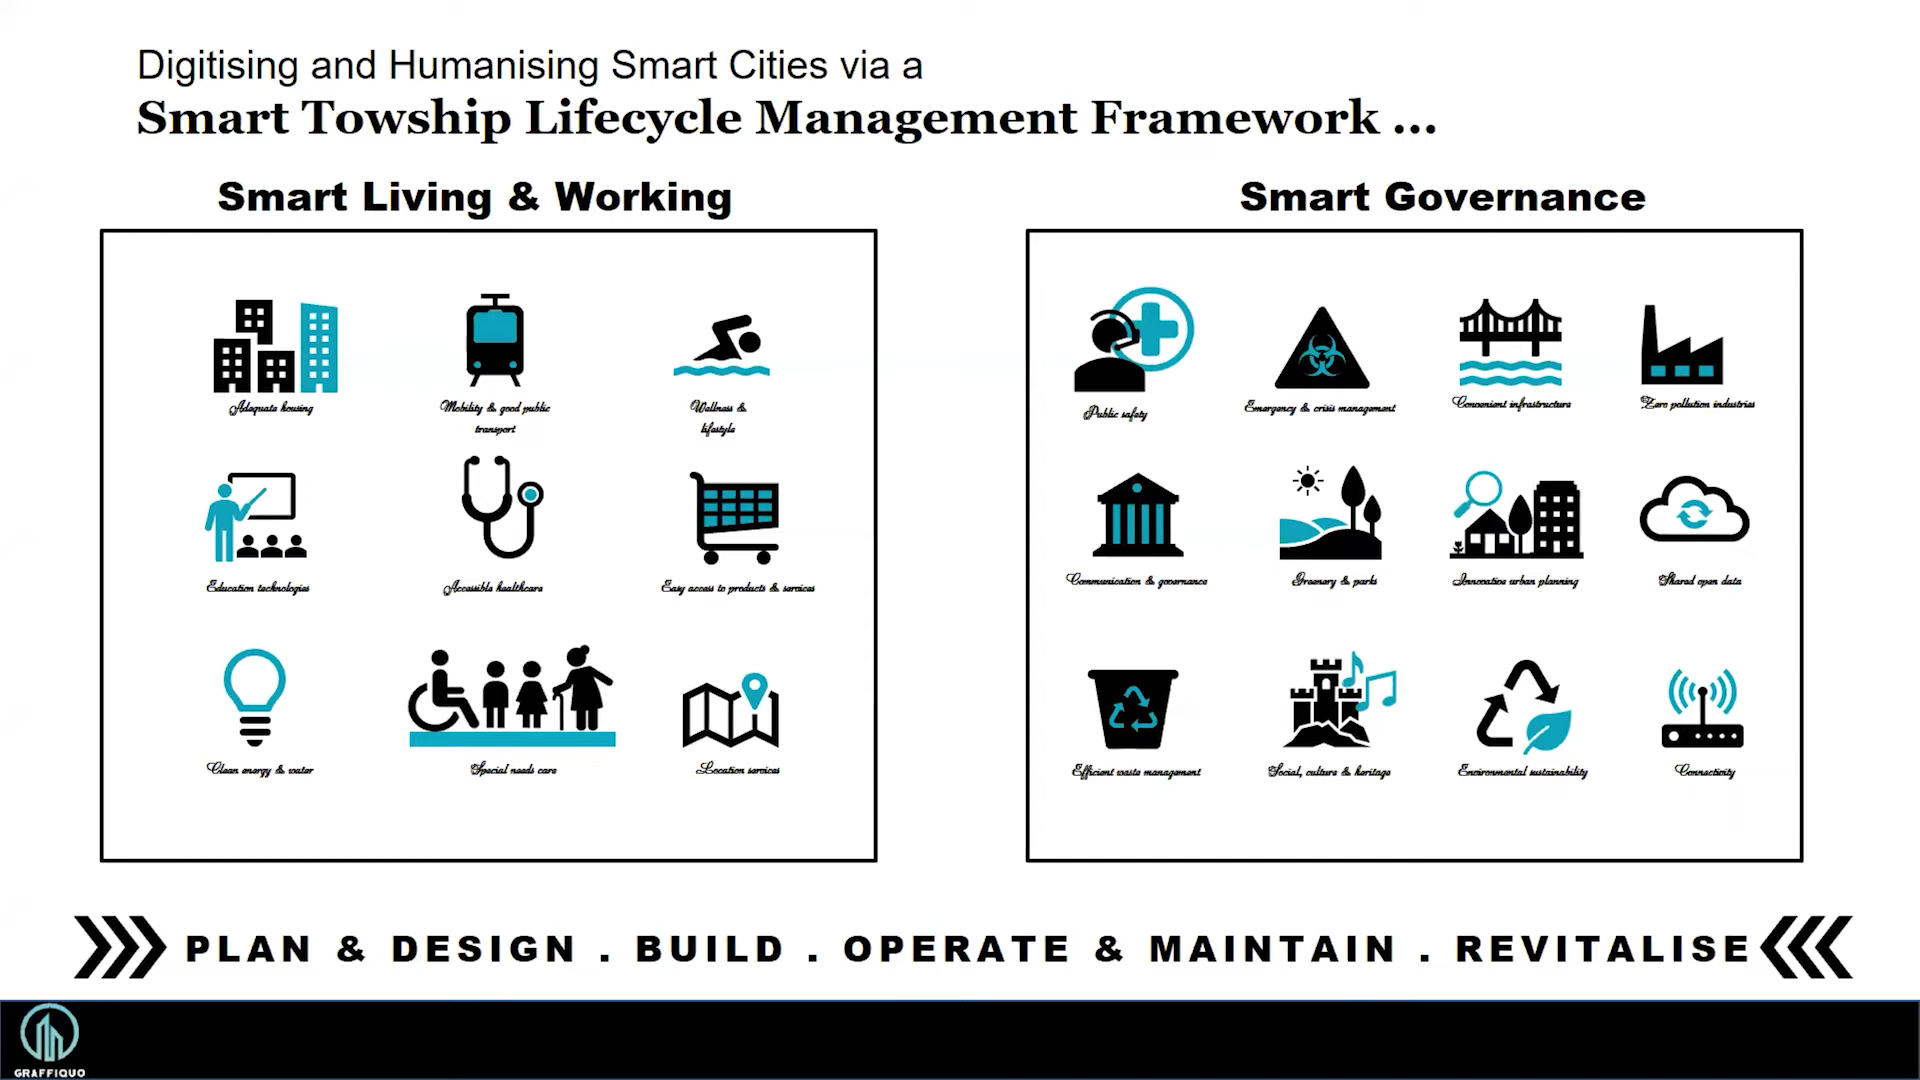 Digitising and Humanising Smart Cities via a
Smart Towship Lifecycle Management Framework ...
Smart Living & Working
Adequate housing
Mobility & good public
transport
Wellness &
lifestyle
Education technologies
Accessible healthcare
Easy access to products & services
Clean energy & water
Special needs care
Location services
Smart Governance
Public safety
Emergency & crisis management
Convenient infrastructure
Zero pollution industries
Communication & governance
Greenery & parks
Innovative urban planning
Shared open data
Efficient waste management
Social, culture & heritage
Environmental sustainability
Connectivity
PLAN & DESIGN . BUILD . OPERATE & MAINTAIN . REVITALISE
GRAFFIQUO